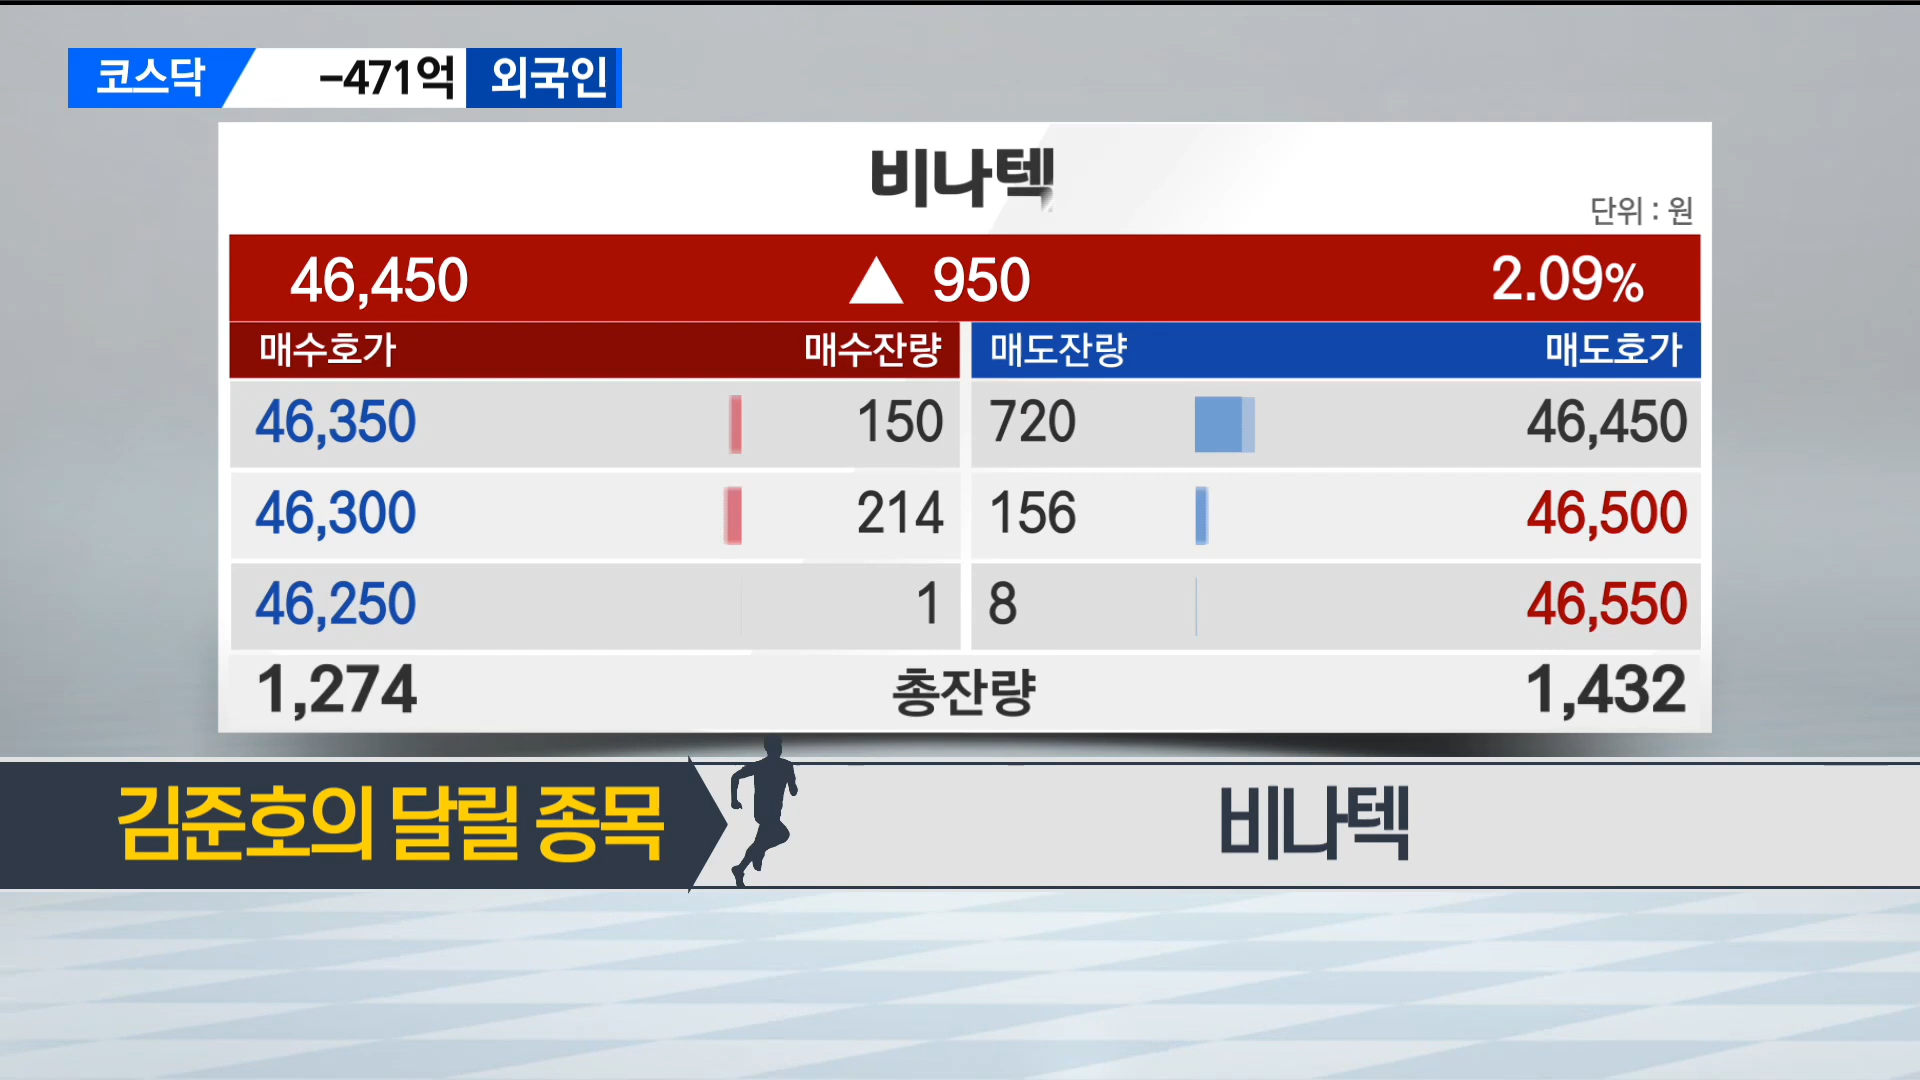 코스닥 -471억 외국인
비나텍
단위 : 원
46,450 ▲ 950 2.09%
매수호가 매수잔량 매도잔량 매도호가
46,350 150 720 46,450
46,300 214 156 46,500
46,250 1 8 46,550
1,274 총잔량 1,432
김준호의 달릴 종목 비나텍